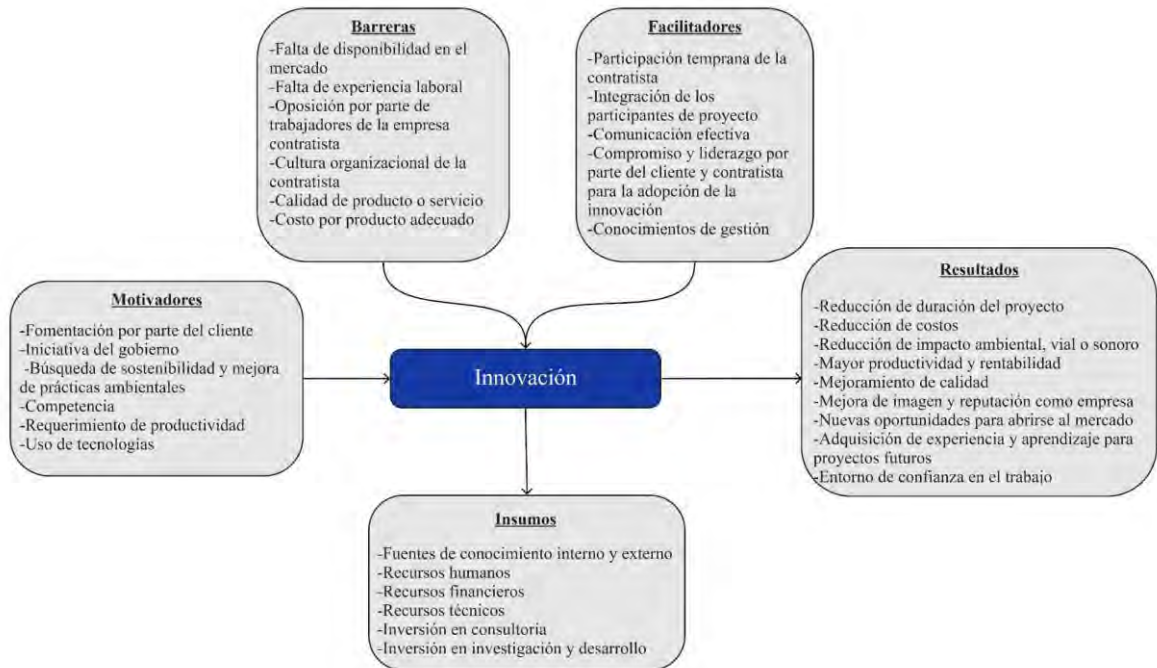 Barreras
-Falta de disponibilidad en el
mercado
-Falta de experiencia laboral
-Oposición por parte de
trabajadores de la empresa
contratista
-Cultura organizacional de la
contratista
-Calidad de producto o servicio
-Costo por producto adecuado
Facilitadores
-Participación temprana de la
contratista
-Integración de los
participantes de proyecto
-Comunicación efectiva
-Compromiso y liderazgo por
parte del cliente y contratista
para la adopción de la
innovación
-Conocimientos de gestión
Motivadores
-Fomentación por parte del cliente
-Iniciativa del gobierno
-Búsqueda de sostenibilidad y mejora
de prácticas ambientales
-Competencia
-Requerimiento de productividad
-Uso de tecnologías
Innovación
Resultados
-Reducción de duración del proyecto
-Reducción de costos
-Reducción de impacto ambiental, vial o sonoro
-Mayor productividad y rentabilidad
-Mejoramiento de calidad
-Mejora de imagen y reputación como empresa
-Nuevas oportunidades para abrirse al mercado
-Adquisición de experiencia y aprendizaje para
proyectos futuros
-Entorno de confianza en el trabajo
Insumos
-Fuentes de conocimiento interno y externo
-Recursos humanos
-Recursos financieros
-Recursos técnicos
-Inversión en consultoría
-Inversión en investigación y desarrollo